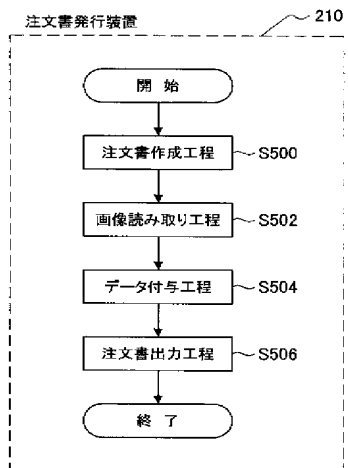 注文書発行装置
210
開始
注文書作成工程 S500
画像読み取り工程 S502
データ付与工程 S504
注文書出力工程 S506
終了